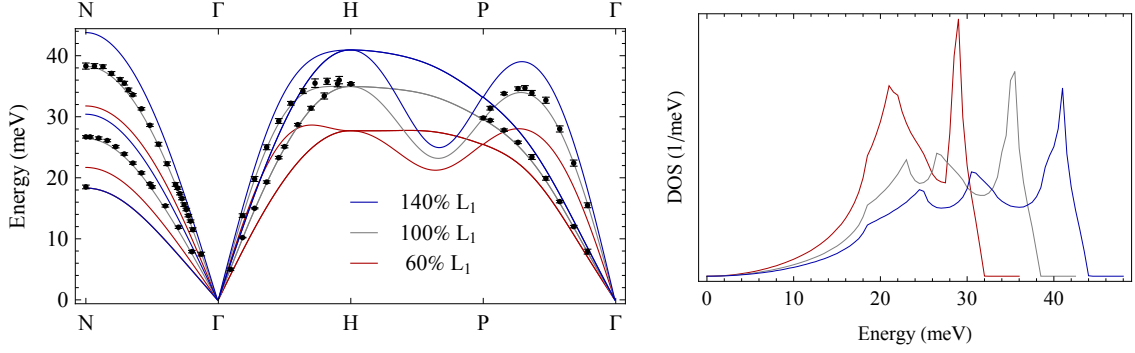 N Γ H P Γ
Energy (meV)
40
30
20
10
0
140% L₁
100% L₁
60% L₁
N Γ H P Γ
DOS (1/meV)
0 10 20 30 40
Energy (meV)